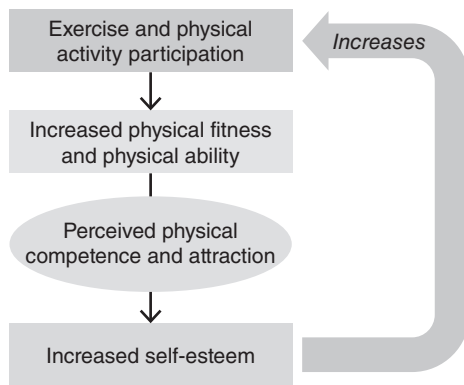 Exercise and physical
activity participation
Increases
Increased physical fitness
and physical ability
Perceived physical
competence and attraction
Increased self-esteem